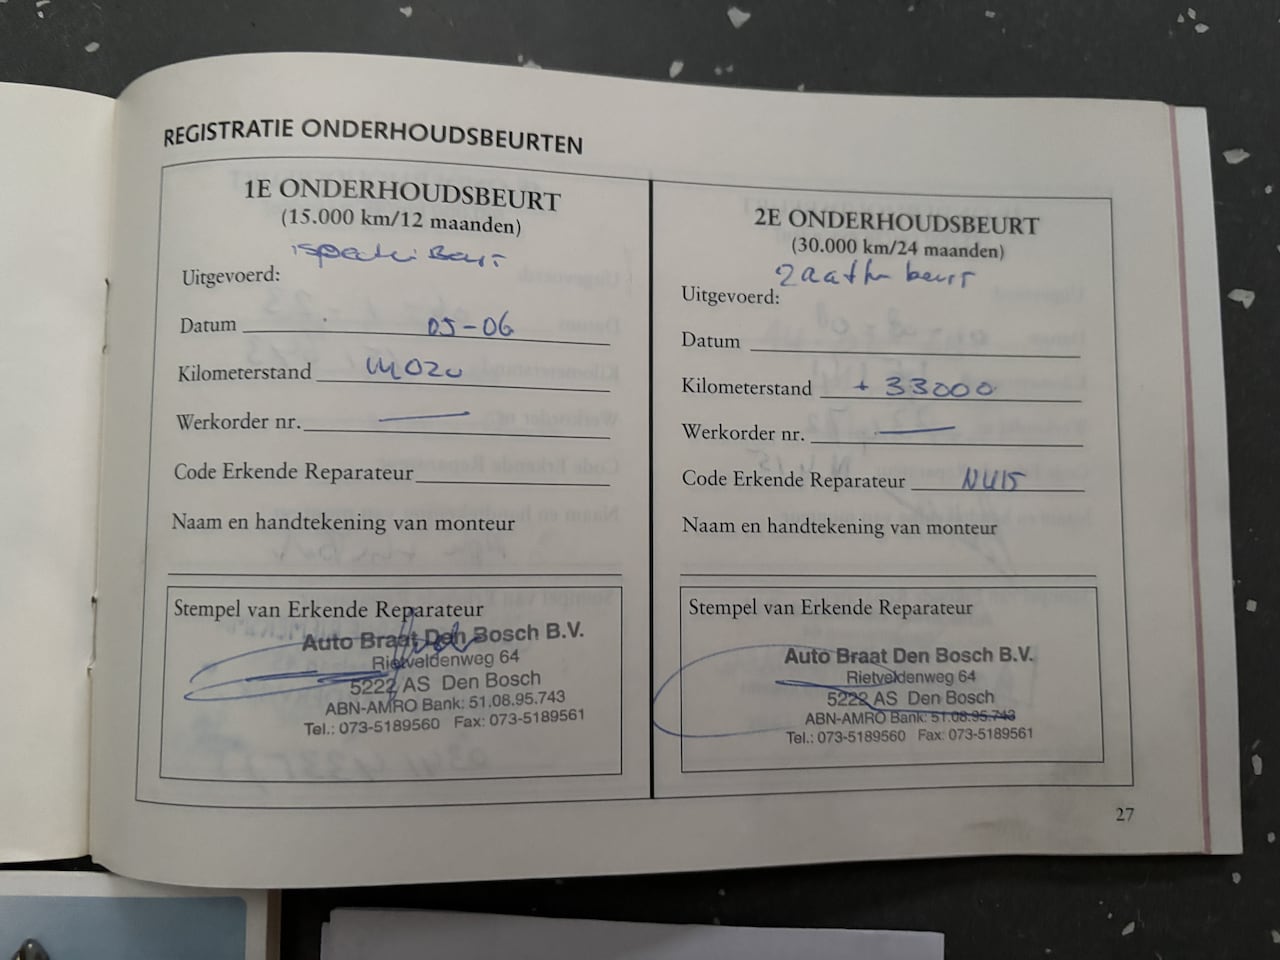 REGISTRATIE ONDERHOUDSBEURTEN
1E ONDERHOUDSBEURT
(15.000 km/12 maanden)
Uitgevoerd:
Datum 05-06
Kilometerstand
Werkorder nr.
Code Erkende Reparateur
Naam en handtekening van monteur
Stempel van Erkende Reparateur
Auto Braat Den Bosch B.V.
Rietveldenweg 64
5222 AS Den Bosch
ABN-AMRO Bank: 51.08.95.743
Tel.: 073-5189560 Fax: 073-5189561
2E ONDERHOUDSBEURT
(30.000 km/24 maanden)
beurt
Uitgevoerd:
Datum
Kilometerstand + 33000
Werkorder nr.
Code Erkende Reparateur
Naam en handtekening van monteur
Stempel van Erkende Reparateur
Auto Braat Den Bosch B.V.
Rietveldenweg 64
5222 AS Den Bosch
ABN-AMRO Bank: 51.08.95.743
Tel.: 073-5189560 Fax: 073-5189561
27